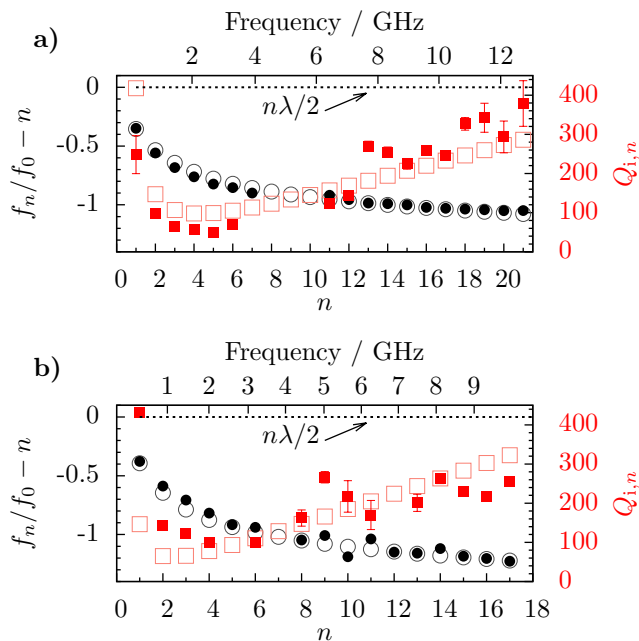 Frequency / GHz
a)
2 4 6 8 10 12
0 400
nλ/2
-0.5 300
200
-1 100
0
f_n/f_0 − n
Q_{i,n}
0 2 4 6 8 10 12 14 16 18 20
n
Frequency / GHz
b)
1 2 3 4 5 6 7 8 9
0 400
nλ/2
-0.5 300
200
-1 100
0
f_n/f_0 − n
Q_{i,n}
0 2 4 6 8 10 12 14 16 18
n